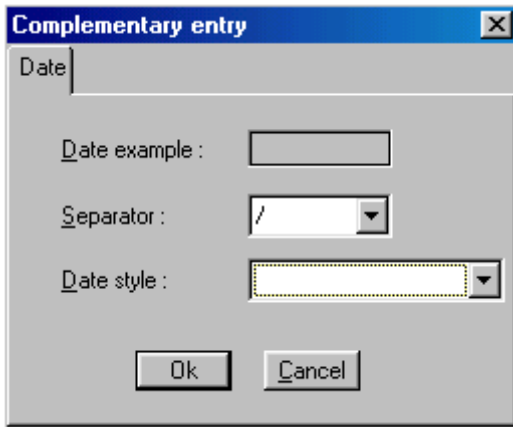 Complementary entry
Date
Date example :
Separator : /
Date style :
Ok Cancel